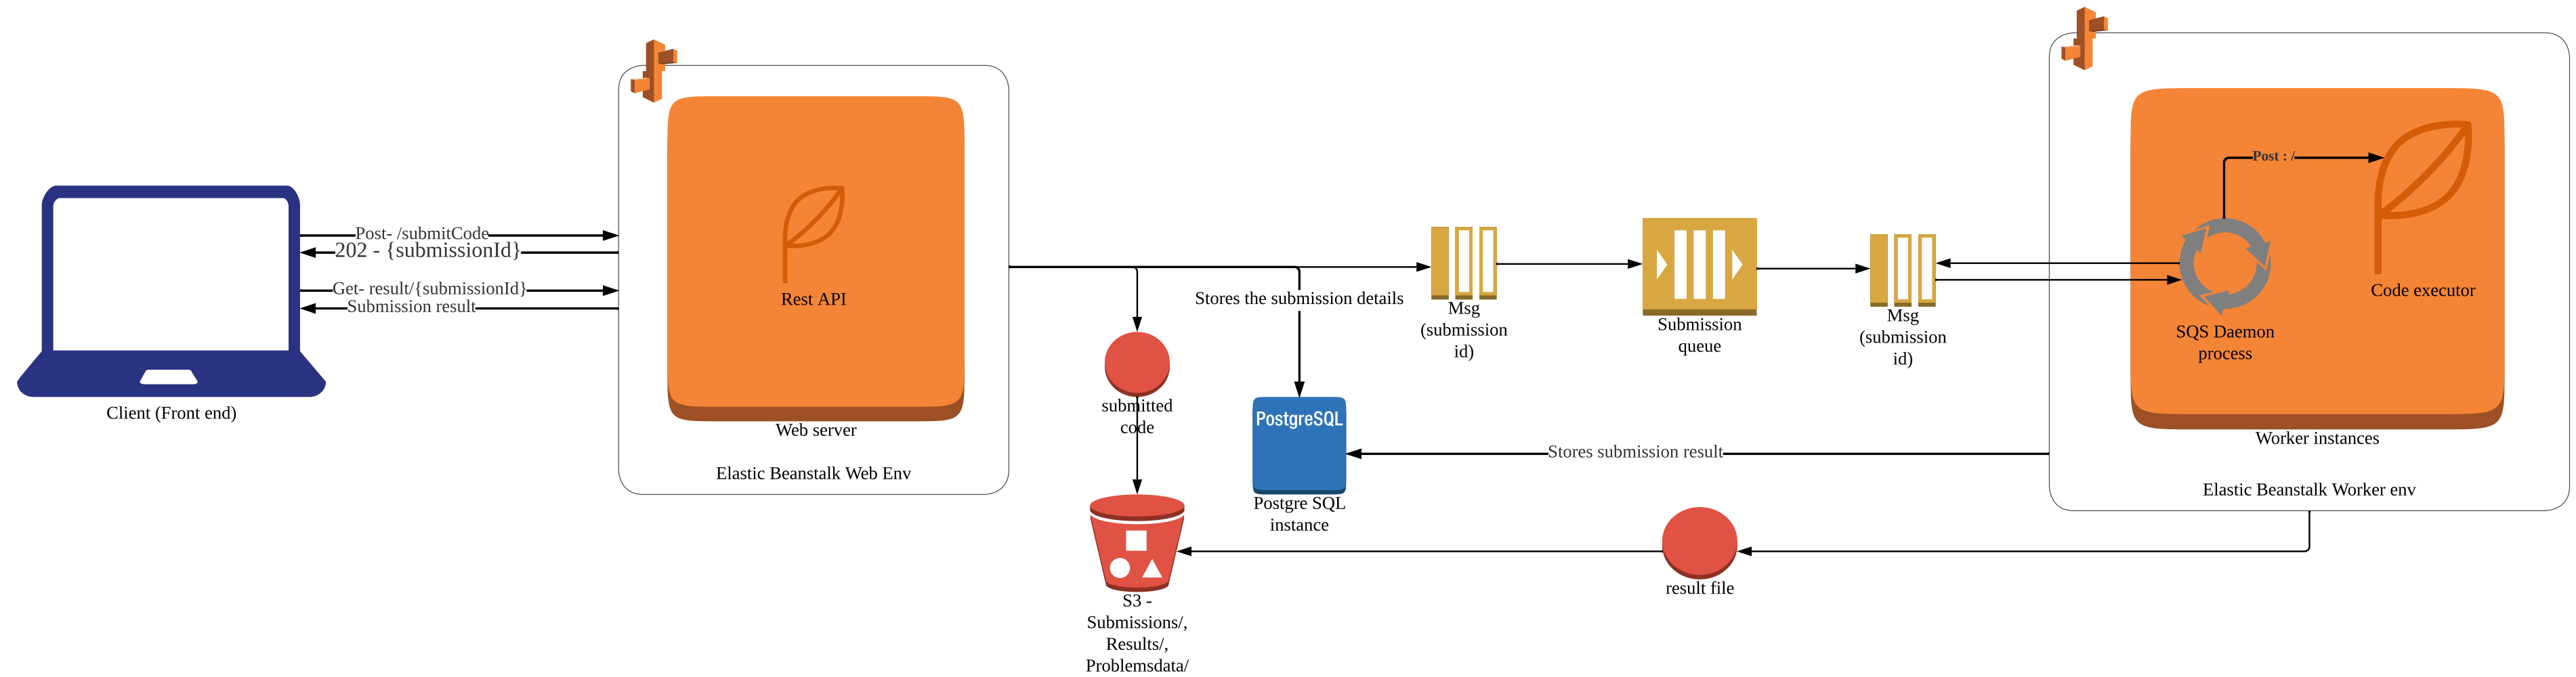 Post- /submitCode
202 - {submissionId}
Get- result/{submissionId}
Submission result
Client (Front end)
Rest API
Web server
Elastic Beanstalk Web Env
submitted
code
S3 -
Submissions/,
Results/,
Problemsdata/
Stores the submission details
PostgreSQL
Postgre SQL
instance
Msg
(submission
id)
Submission
queue
Msg
(submission
id)
Stores submission result
result file
Post : /
Code executor
SQS Daemon
process
Worker instances
Elastic Beanstalk Worker env